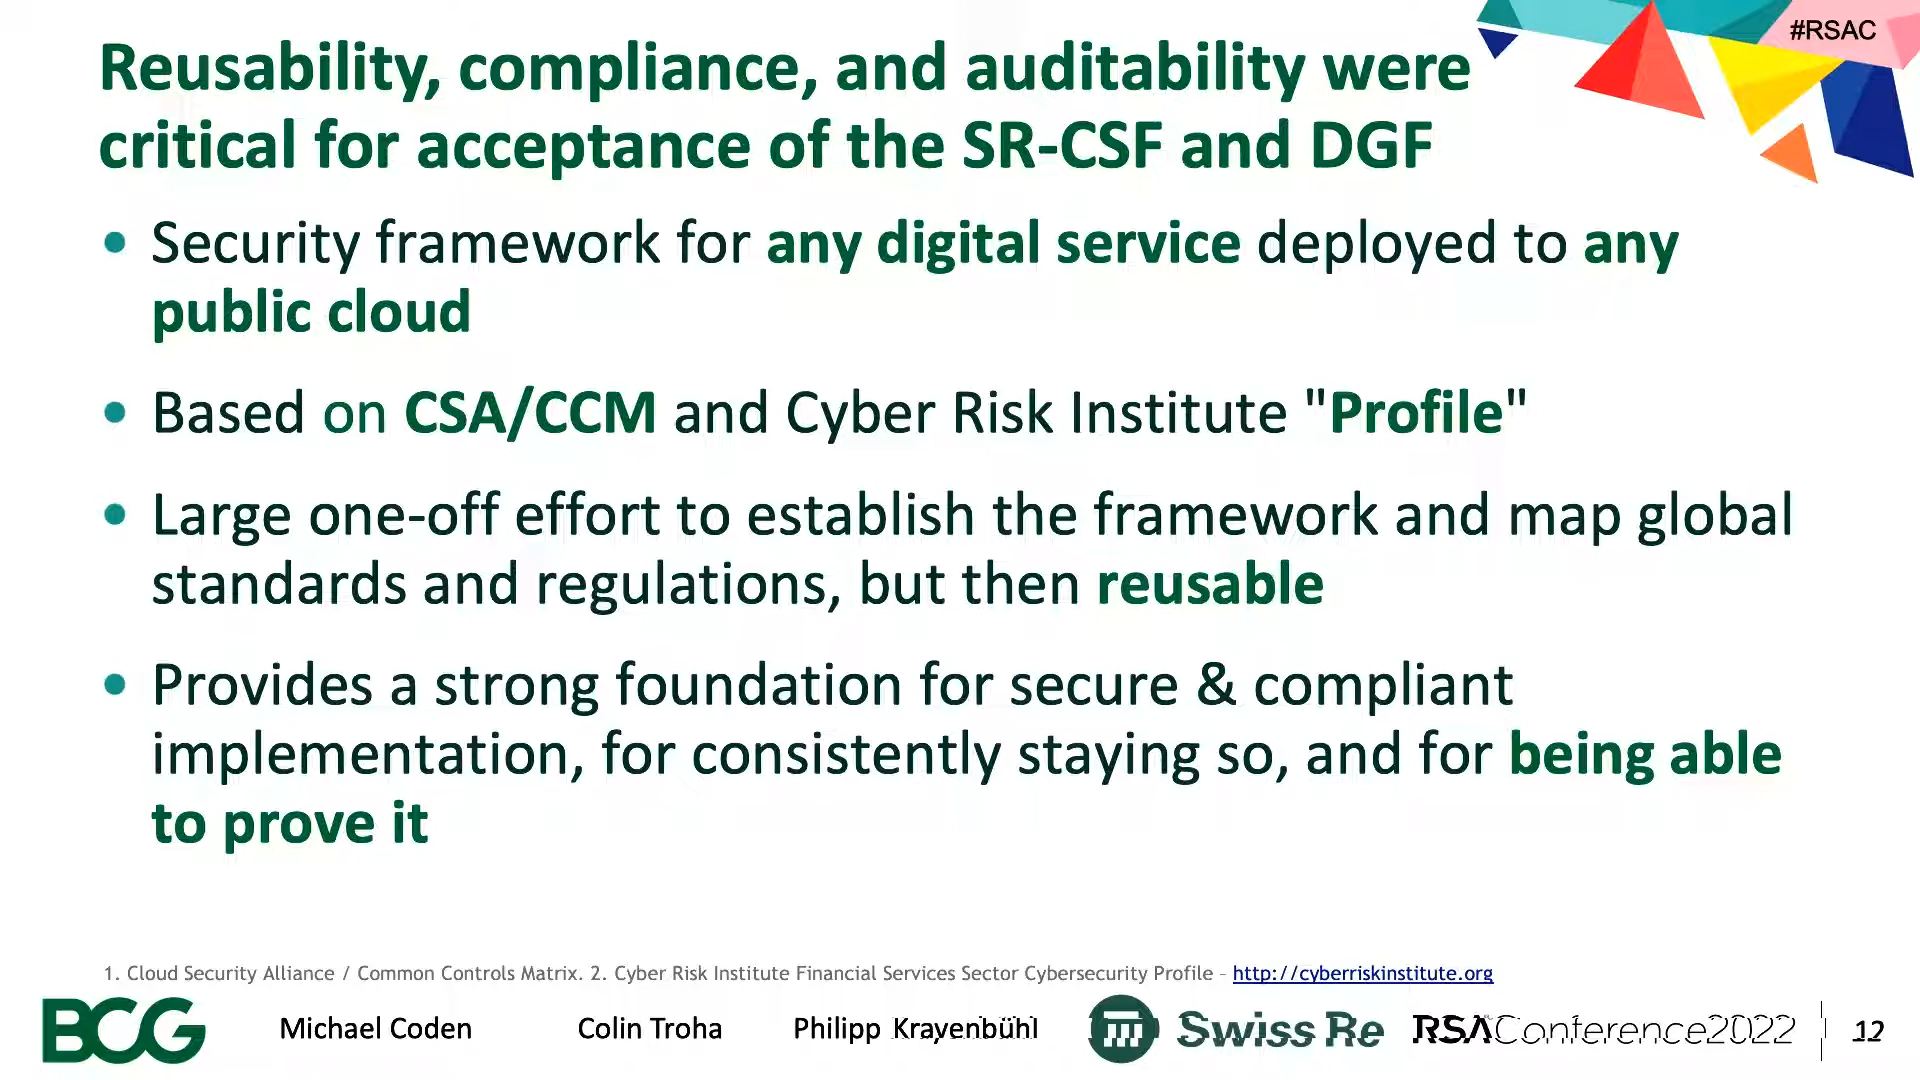 #RSAC
Reusability, compliance, and auditability were
critical for acceptance of the SR-CSF and DGF
• Security framework for any digital service deployed to any
public cloud
• Based on CSA/CCM and Cyber Risk Institute "Profile"
• Large one-off effort to establish the framework and map global
standards and regulations, but then reusable
• Provides a strong foundation for secure & compliant
implementation, for consistently staying so, and for being able
to prove it
1. Cloud Security Alliance / Common Controls Matrix. 2. Cyber Risk Institute Financial Services Sector Cybersecurity Profile – http://cyberriskinstitute.org
BCG Michael Coden Colin Troha Philipp Krayenbühl Swiss Re RSAConference2022 12